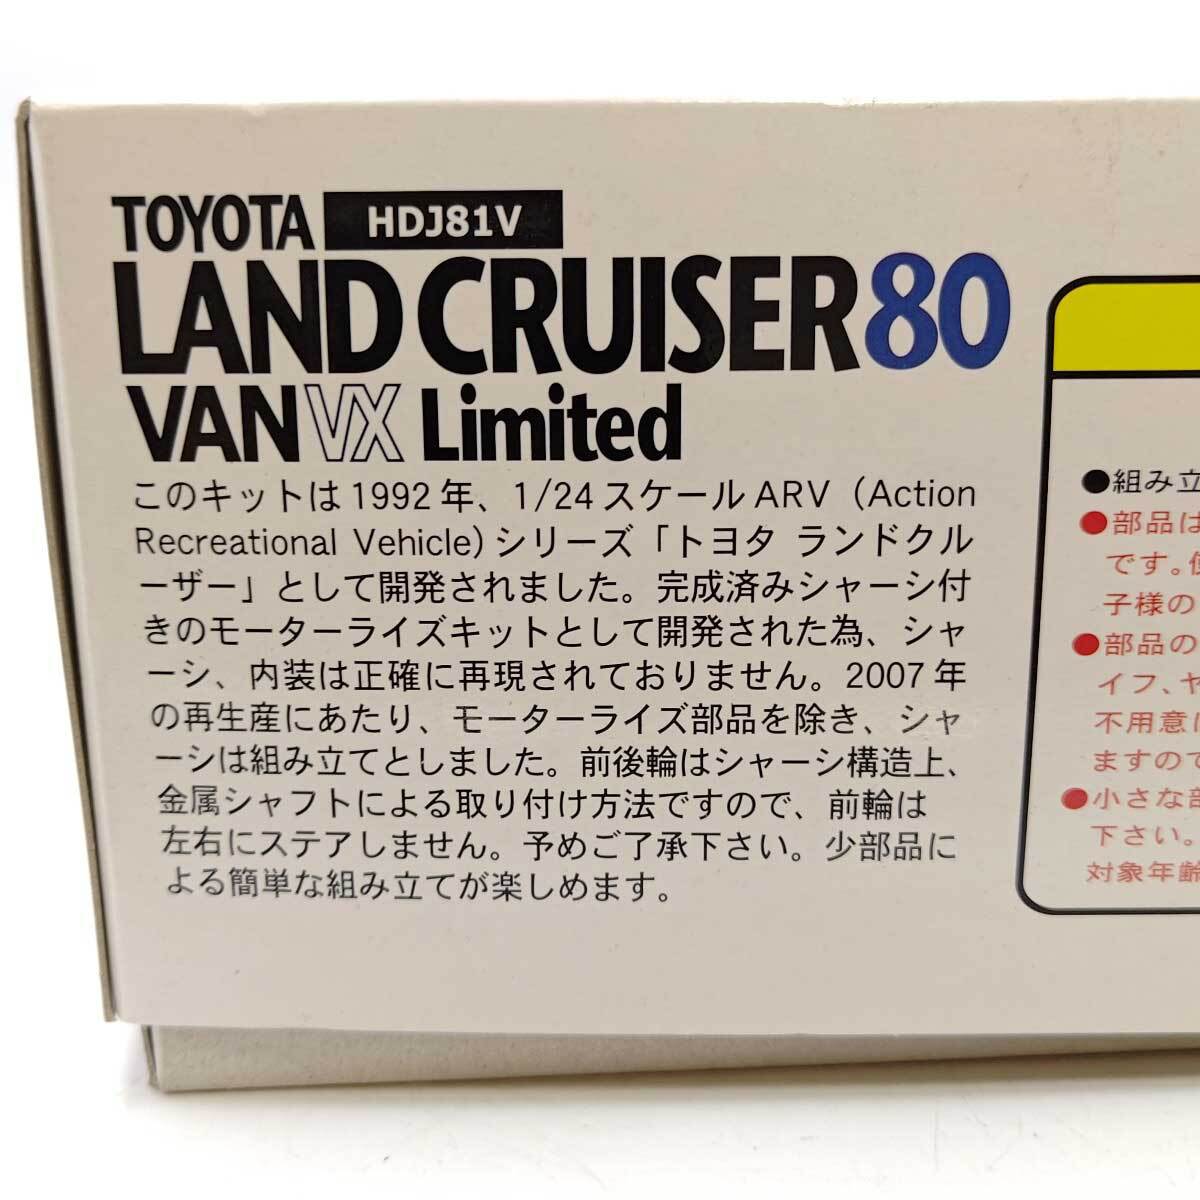 TOYOTA HDJ81V
LAND CRUISER 80
VAN VX Limited
このキットは1992年、1/24スケールARV（Action
Recreational Vehicle)シリーズ「トヨタ ランドクル
ーザー」として開発されました。完成済みシャーシ付
きのモーターライズキットとして開発された為、シャ
ーシ、内装は正確に再現されておりません。2007年
の再生産にあたり、モーターライズ部品を除き、シャ
ーシは組み立てとしました。前後輪はシャーシ構造上、
金属シャフトによる取り付け方法ですので、前輪は
左右にステアしません。予めご了承下さい。少部品に
よる簡単な組み立てが楽しめます。
●組み立
●部品は
です。使
子様の
●部品の
イフ、ヤ
不用意に
ますので
●小さな部
下さい。
対象年齢